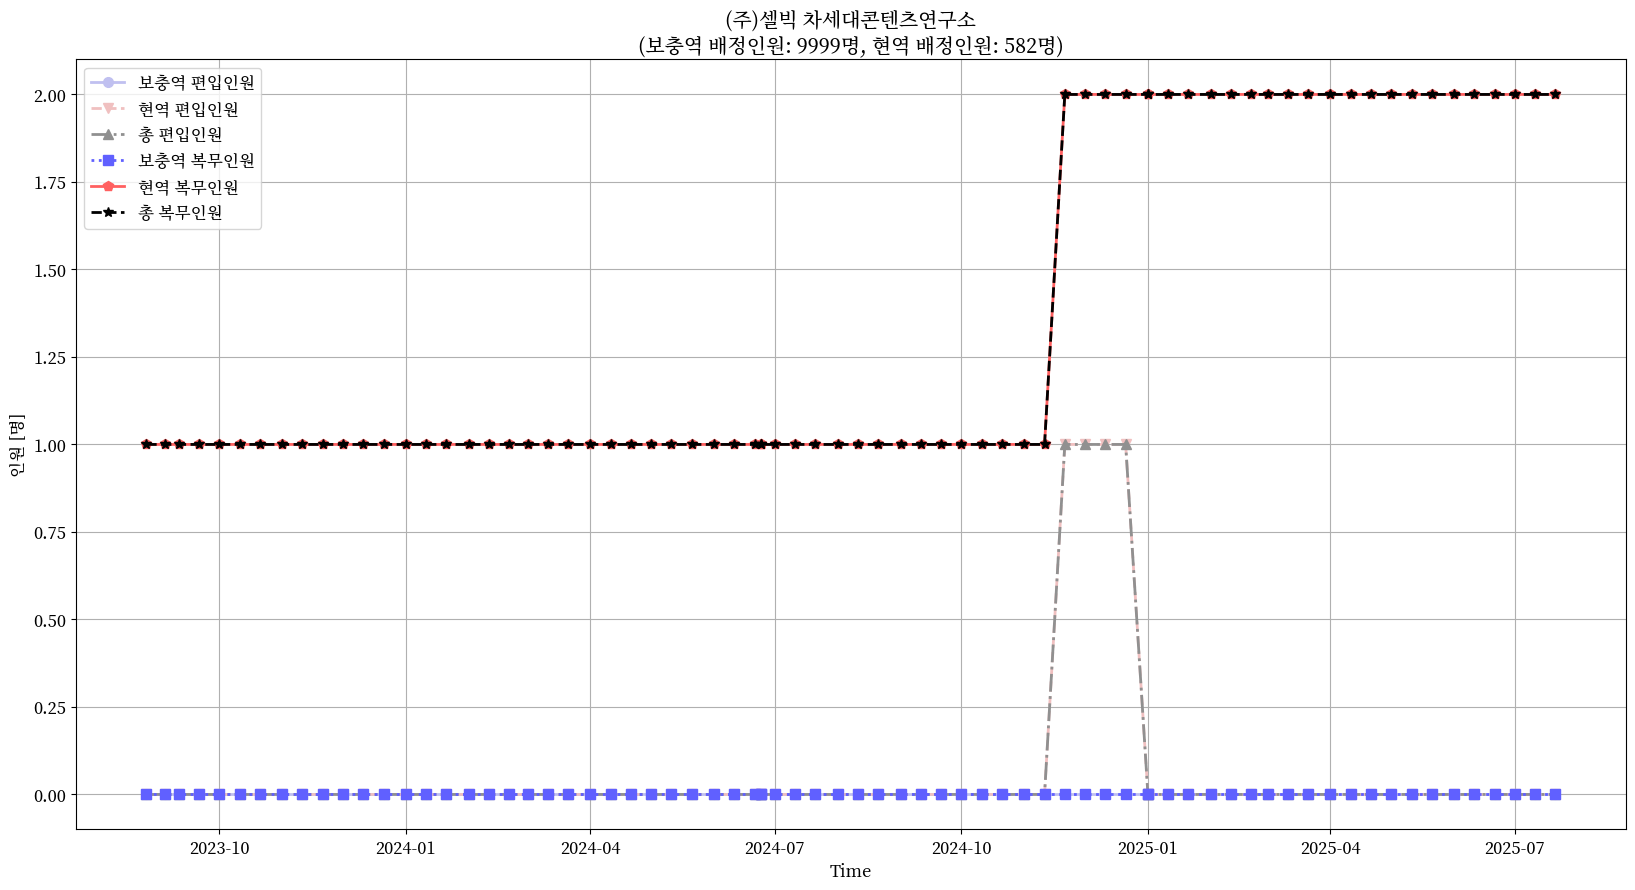 (주)셀빅 차세대콘텐츠연구소
(보충역 배정인원: 9999명, 현역 배정인원: 582명)
보충역 편입인원
현역 편입인원
총 편입인원
보충역 복무인원
현역 복무인원
총 복무인원
2.00
1.75
1.50
1.25
1.00
0.75
0.50
0.25
0.00
인원 [명]
2023-10 2024-01 2024-04 2024-07 2024-10 2025-01 2025-04 2025-07
Time